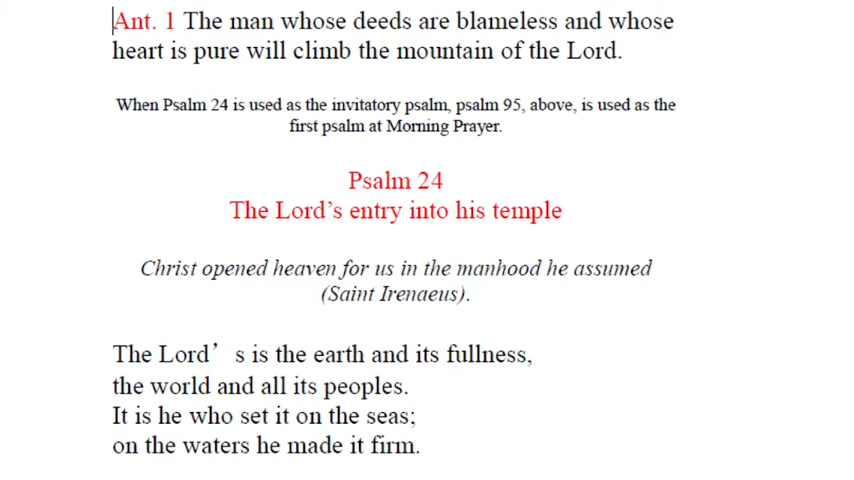 Ant. 1 The man whose deeds are blameless and whose
heart is pure will climb the mountain of the Lord.
When Psalm 24 is used as the invitatory psalm, psalm 95, above, is used as the
first psalm at Morning Prayer.
Psalm 24
The Lord’s entry into his temple
Christ opened heaven for us in the manhood he assumed
(Saint Irenaeus).
The Lord’s is the earth and its fullness,
the world and all its peoples.
It is he who set it on the seas;
on the waters he made it firm.